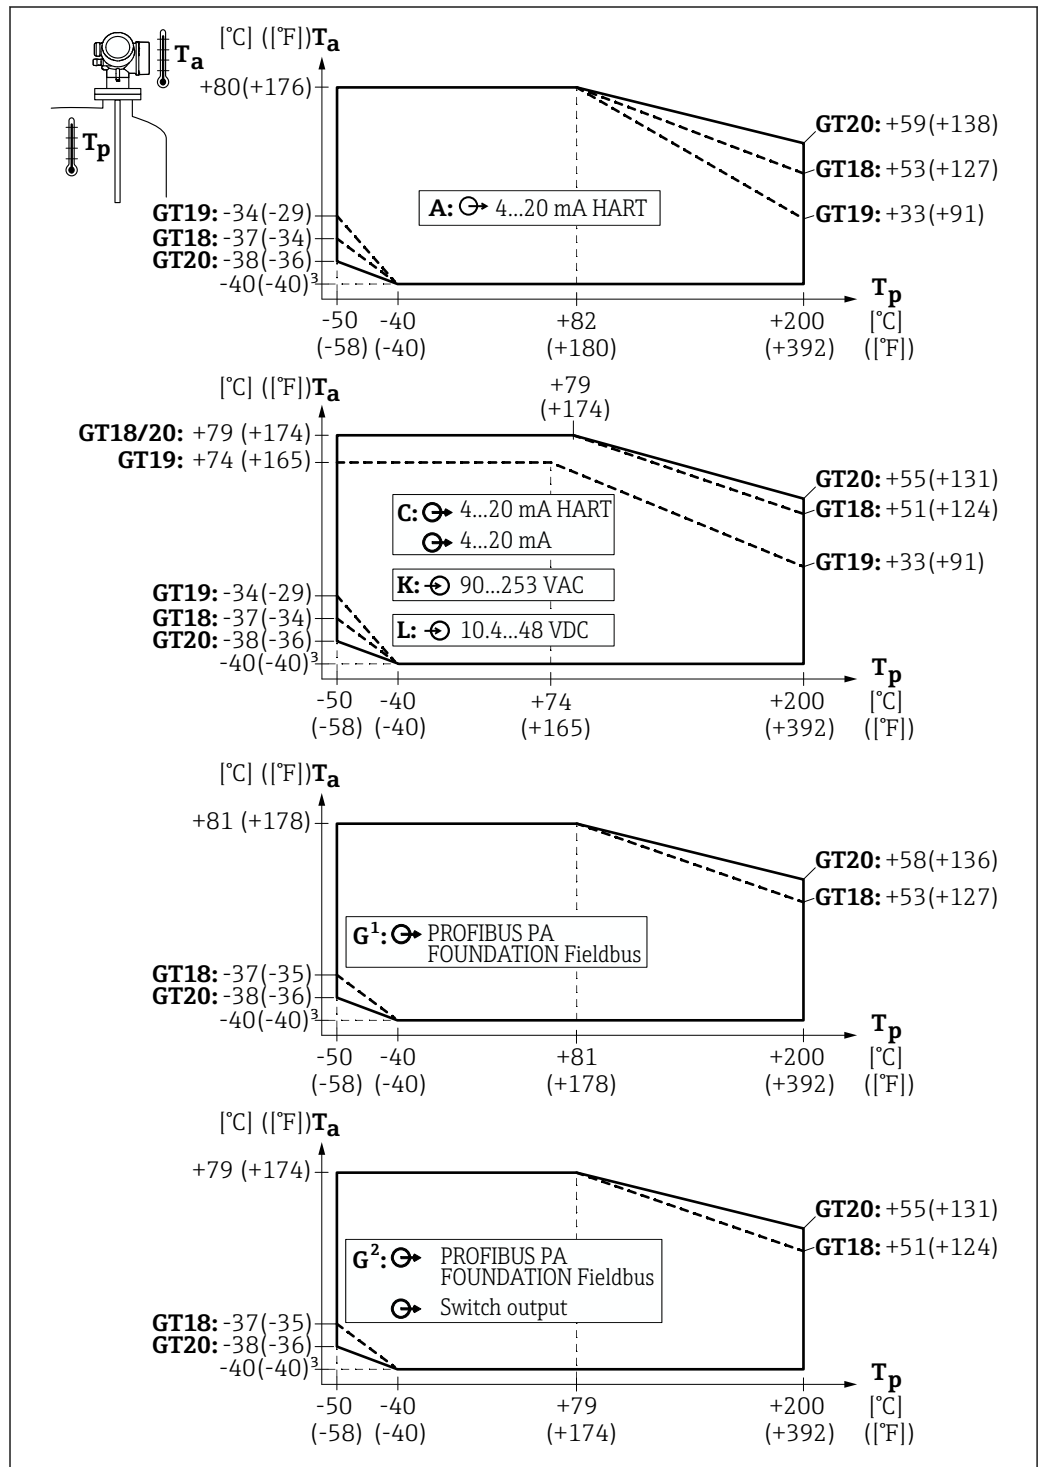 [°C] ([°F]) Ta
Ta
Tp
+80(+176)
GT20: +59(+138)
GT18: +53(+127)
GT19: +33(+91)
A: 4...20 mA HART
GT19: -34(-29)
GT18: -37(-34)
GT20: -38(-36)
-40(-40)³
Tp
-50 -40 +82 +200 [°C]
(-58) (-40) (+180) (+392) ([°F])
[°C] ([°F]) Ta
+79
(+174)
GT18/20: +79 (+174)
GT19: +74 (+165)
GT20: +55(+131)
GT18: +51(+124)
GT19: +33(+91)
C: 4...20 mA HART
4...20 mA
K: 90...253 VAC
L: 10.4...48 VDC
GT19: -34(-29)
GT18: -37(-34)
GT20: -38(-36)
-40(-40)³
Tp
-50 -40 +74 +200 [°C]
(-58) (-40) (+165) (+392) ([°F])
[°C] ([°F]) Ta
+81 (+178)
GT20: +58(+136)
GT18: +53(+127)
G¹: PROFIBUS PA
FOUNDATION Fieldbus
GT18: -37(-35)
GT20: -38(-36)
-40(-40)³
Tp
-50 -40 +81 +200 [°C]
(-58) (-40) (+178) (+392) ([°F])
[°C] ([°F]) Ta
+79 (+174)
GT20: +55(+131)
GT18: +51(+124)
G²: PROFIBUS PA
FOUNDATION Fieldbus
Switch output
GT18: -37(-35)
GT20: -38(-36)
-40(-40)³
Tp
-50 -40 +79 +200 [°C]
(-58) (-40) (+174) (+392) ([°F])